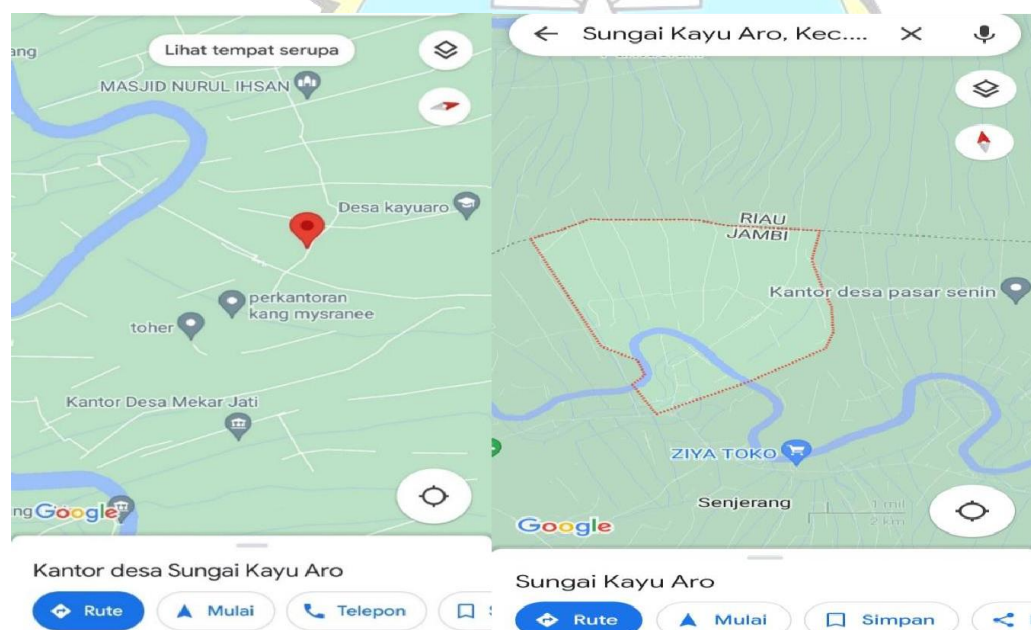 Lihat tempat serupa
ang
MASJID NURUL IHSAN
Desa kayuaro
perkantoran
kang mysranee
toher
Kantor Desa Mekar Jati
ng
Google
Kantor desa Sungai Kayu Aro
Rute
Mulai
Telepon
Sungai Kayu Aro, Kec....
RIAU
JAMBI
Kantor desa pasar senin
ZIYA TOKO
Senjerang
1 mil
2 km
Google
Sungai Kayu Aro
Rute
Mulai
Simpan